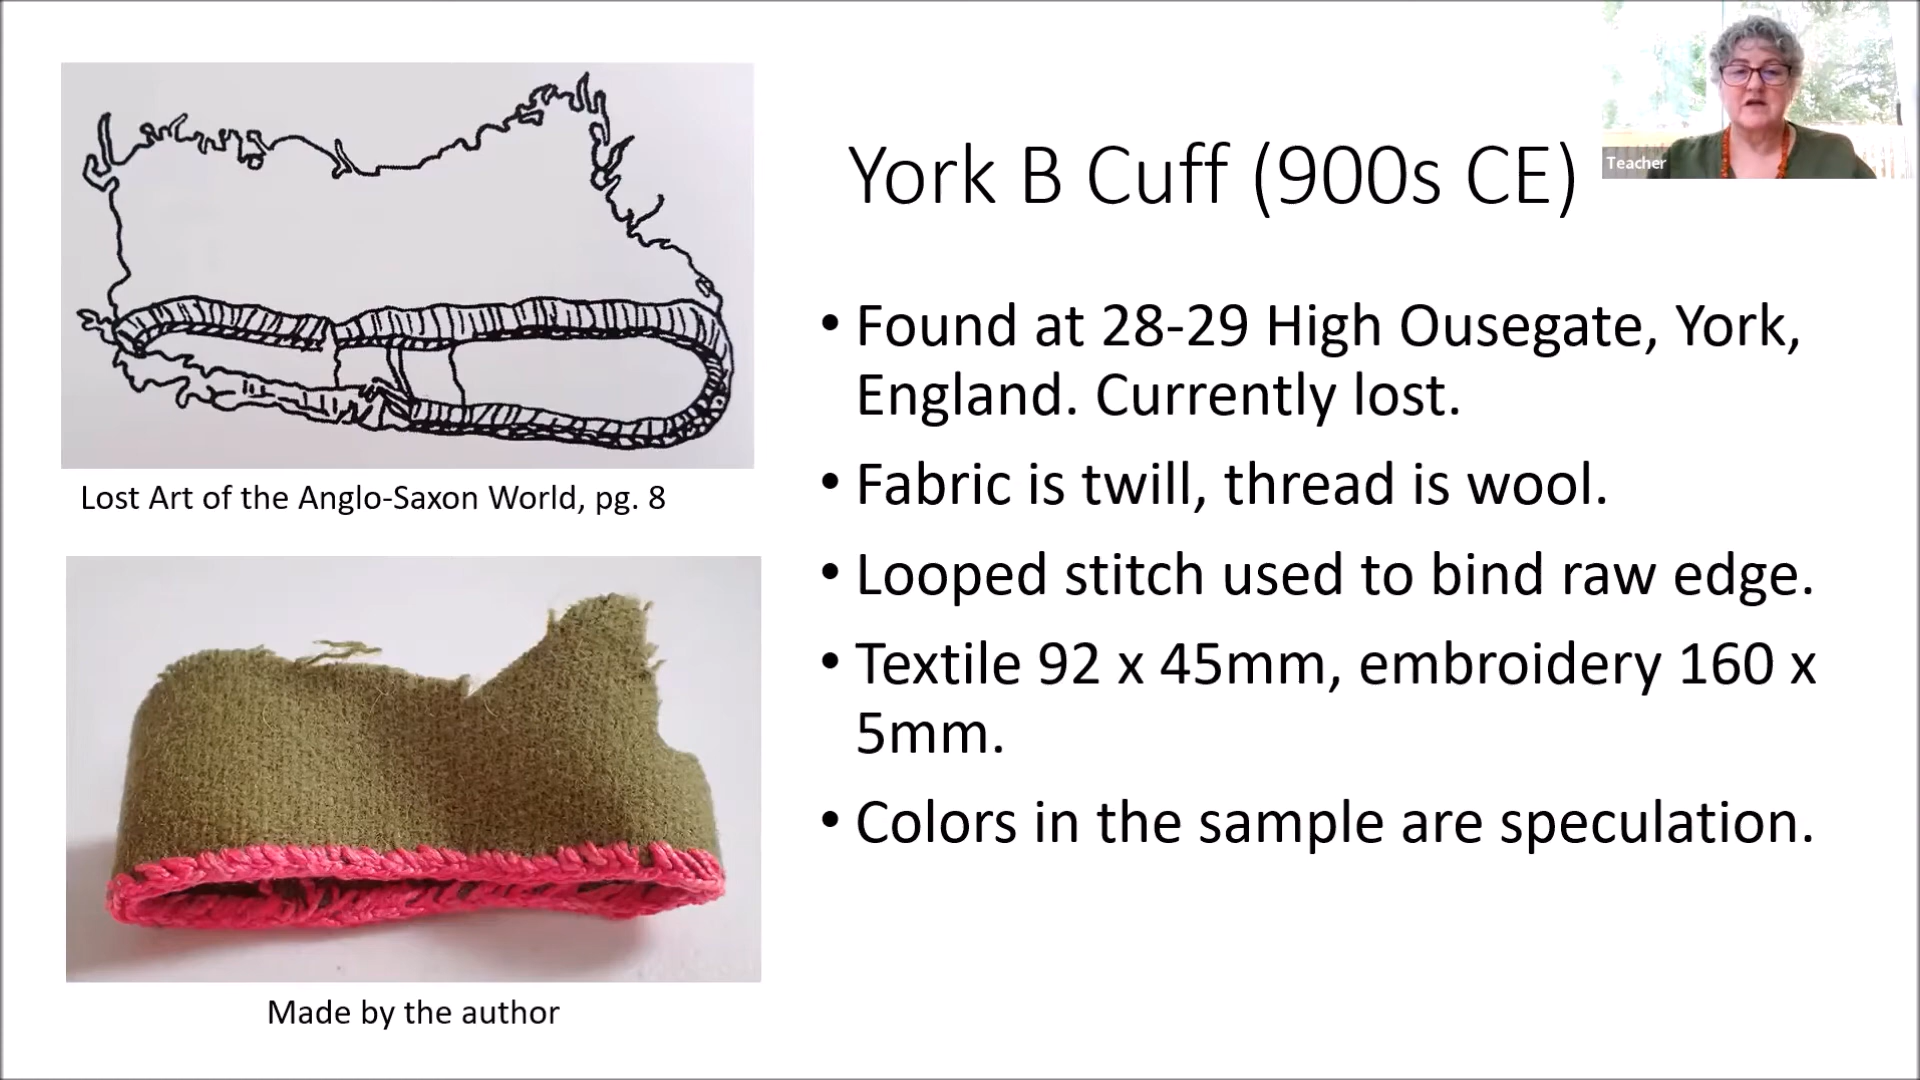 Teacher
York B Cuff (900s CE)
Lost Art of the Anglo-Saxon World, pg. 8
Made by the author
• Found at 28-29 High Ousegate, York,
England. Currently lost.
• Fabric is twill, thread is wool.
• Looped stitch used to bind raw edge.
• Textile 92 x 45mm, embroidery 160 x
5mm.
• Colors in the sample are speculation.